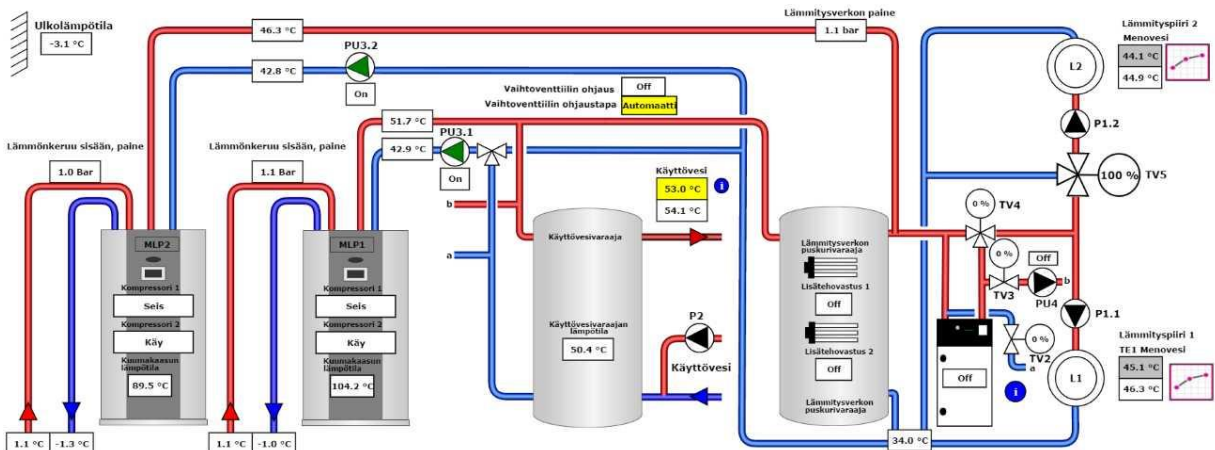 Ulkolämpötila
-3.1 °C
46.3 °C
Lämmitysverkon paine
1.1 bar
42.8 °C
PU3.2
On
Vaihtoventtiilin ohjaus
Off
Vaihtoventtiilin ohjaustapa
Automaatti
Lämmityspiiri 2
Menovesi
44.1 °C
44.9 °C
L2
P1.2
100 %
TV5
51.7 °C
42.9 °C
PU3.1
On
Lämmönkeruu sisään, paine
1.0 Bar
Lämmönkeruu sisään, paine
1.1 Bar
Käyttövesi
53.0 °C
54.1 °C
i
b
a
MLP2
Kompressori 1
Seis
Kompressori 2
Käy
Kuumakaasun
lämpötila
89.5 °C
MLP1
Kompressori 1
Seis
Kompressori 2
Käy
Kuumakaasun
lämpötila
104.2 °C
Käyttövesivaraaja
Käyttövesivaraajan
lämpötila
50.4 °C
P2
Käyttövesi
Lämmitysverkon
puskurivaraaja
Lisätehovastus 1
Off
Lisätehovastus 2
Off
Lämmitysverkon
puskurivaraaja
0 %
TV4
0 %
TV3
Off
PU4
b
P1.1
Off
0 %
TV2
a
i
L1
Lämmityspiiri 1
TE1 Menovesi
45.1 °C
46.3 °C
1.1 °C
-1.3 °C
1.1 °C
-1.0 °C
34.0 °C